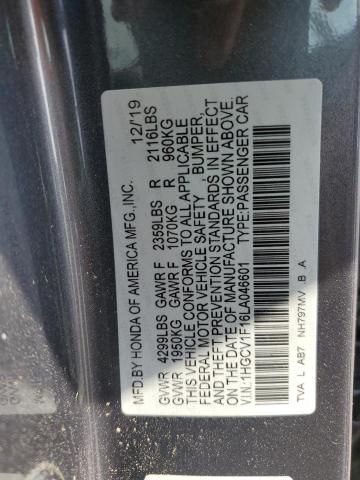 MFD.BY HONDA OF AMERICA MFG.,INC. 12/19
GVWR 4299LBS GAWR F 2359LBS R 2116LBS
GVWR 1950KG GAWR F 1070KG R 960KG
THIS VEHICLE CONFORMS TO ALL APPLICABLE
FEDERAL MOTOR VEHICLE SAFETY , BUMPER,
AND THEFT PREVENTION STANDARDS IN EFFECT
ON THE DATE OF MANUFACTURE SHOWN ABOVE.
V.I.N.:1HGCV1F16LA046601 TYPE:PASSENGER CAR
TVA L AB7 NH797MV B A